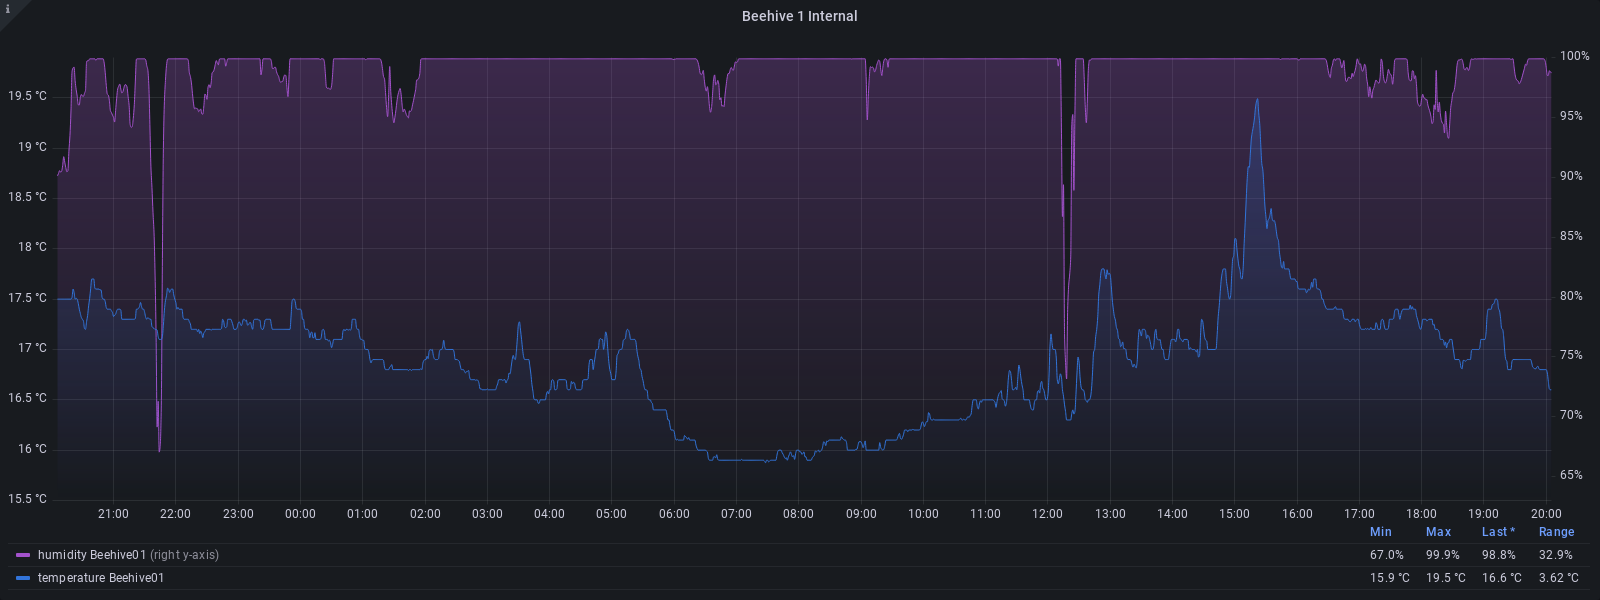 i
Beehive 1 Internal
19.5 °C
19 °C
18.5 °C
18 °C
17.5 °C
17 °C
16.5 °C
16 °C
15.5 °C
100%
95%
90%
85%
80%
75%
70%
65%
21:00 22:00 23:00 00:00 01:00 02:00 03:00 04:00 05:00 06:00 07:00 08:00 09:00 10:00 11:00 12:00 13:00 14:00 15:00 16:00 17:00 18:00 19:00 20:00
Min Max Last * Range
humidity Beehive01 (right y-axis) 67.0% 99.9% 98.8% 32.9%
temperature Beehive01 15.9 °C 19.5 °C 16.6 °C 3.62 °C